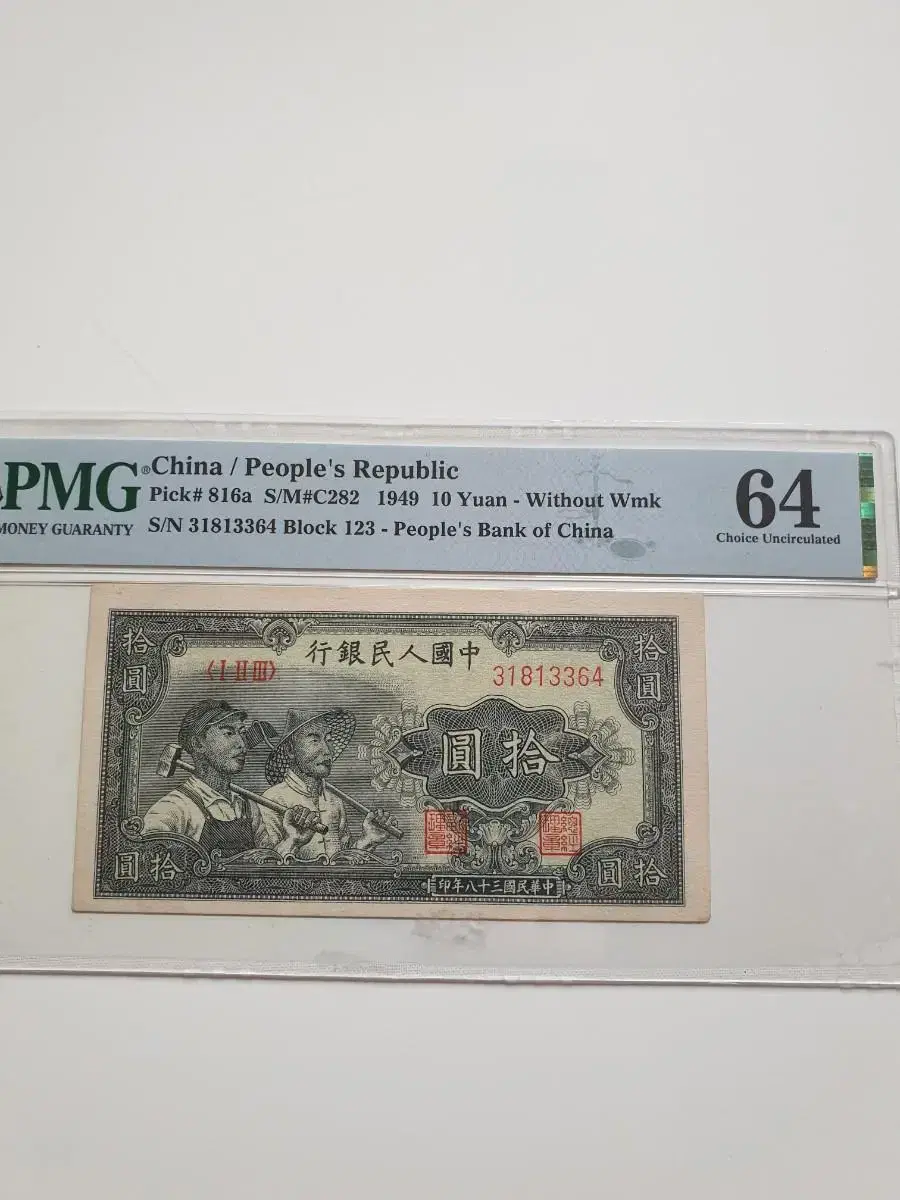 PMG® China / People's Republic
Pick# 816a S/M#C282 1949 10 Yuan - Without Wmk
MONEY GUARANTY S/N 31813364 Block 123 - People's Bank of China
64
Choice Uncirculated
行銀民人國中
〈I II III〉
31813364
拾圓
拾圓
圓拾
圓拾
圓拾
印年八十三國民華中